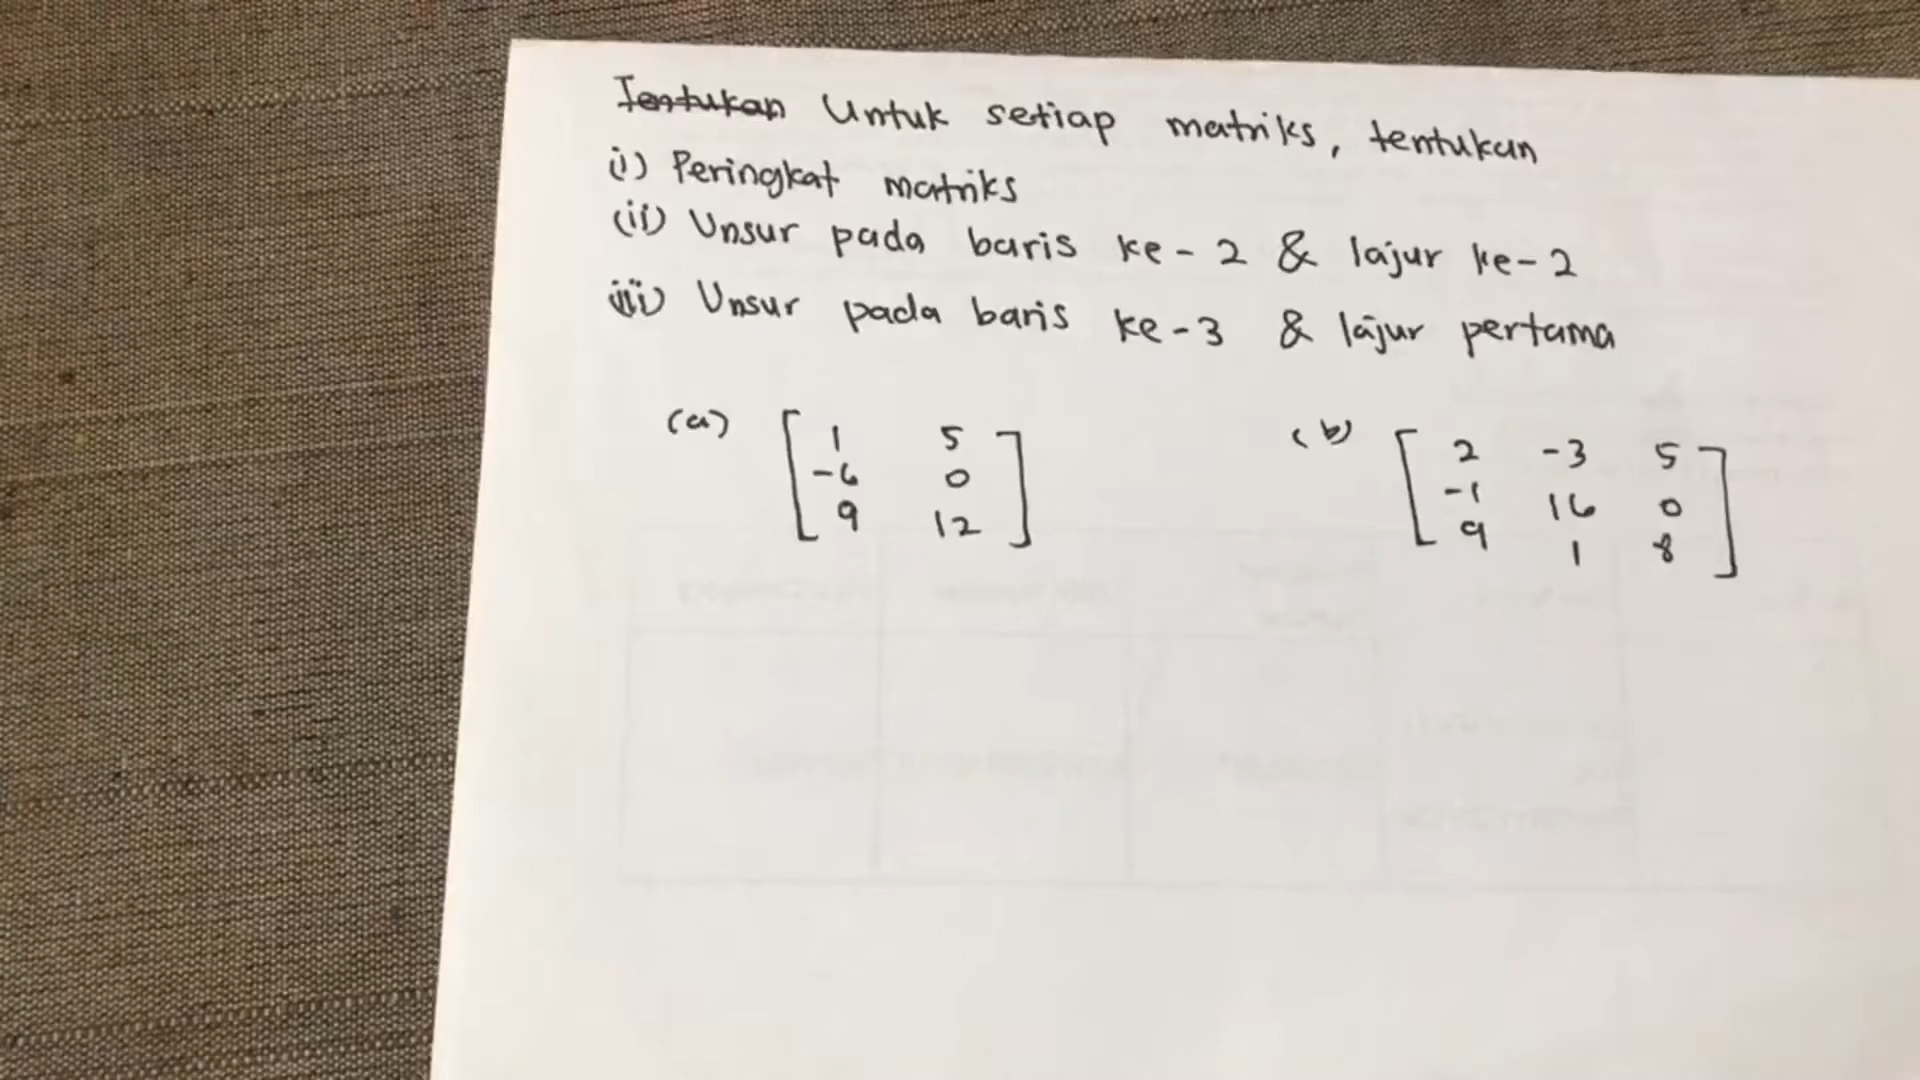 Tentukan Untuk setiap matriks, tentukan
(i) Peringkat matriks
(ii) Unsur pada baris ke-2 & lajur ke-2
(iii) Unsur pada baris ke-3 & lajur pertama
(a) [ 1 5
-6 0
9 12 ]
(b) [ 2 -3 5
-1 16 0
9 1 8 ]